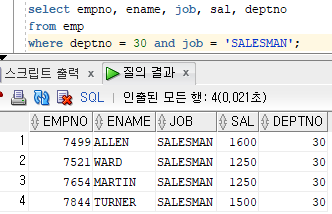 select empno, ename, job, sal, deptno
from emp
where deptno = 30 and job = 'SALESMAN';
스크립트 출력 x 질의 결과 x
SQL | 인출된 모든 행: 4(0,021초)
EMPNO ENAME JOB SAL DEPTNO
1 7499 ALLEN SALESMAN 1600 30
2 7521 WARD SALESMAN 1250 30
3 7654 MARTIN SALESMAN 1250 30
4 7844 TURNER SALESMAN 1500 30